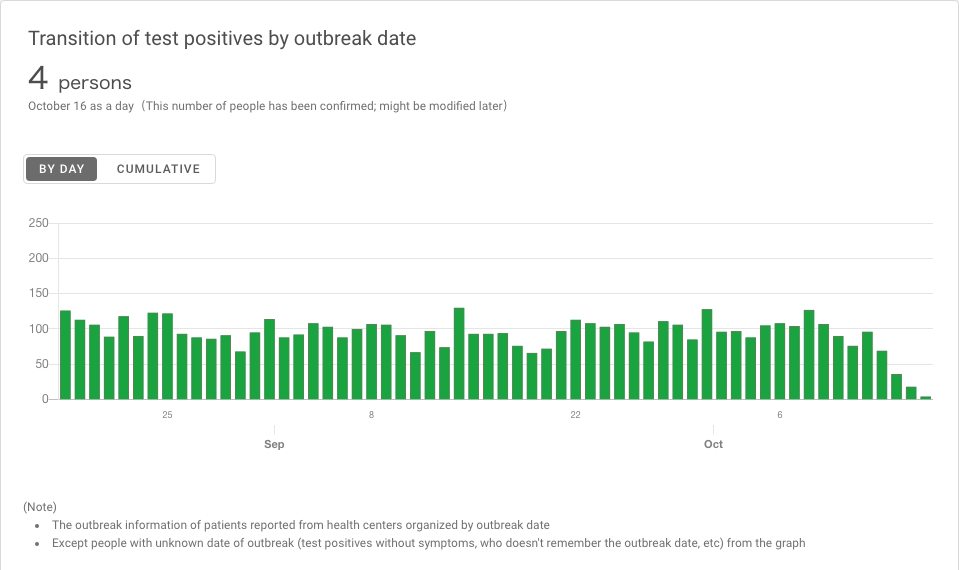 Transition of test positives by outbreak date
4 persons
October 16 as a day（This number of people has been confirmed; might be modified later）
BY DAY CUMULATIVE
250
200
150
100
50
0
25 8 22 6
Sep Oct
(Note)
• The outbreak information of patients reported from health centers organized by outbreak date
• Except people with unknown date of outbreak (test positives without symptoms, who doesn't remember the outbreak date, etc) from the graph